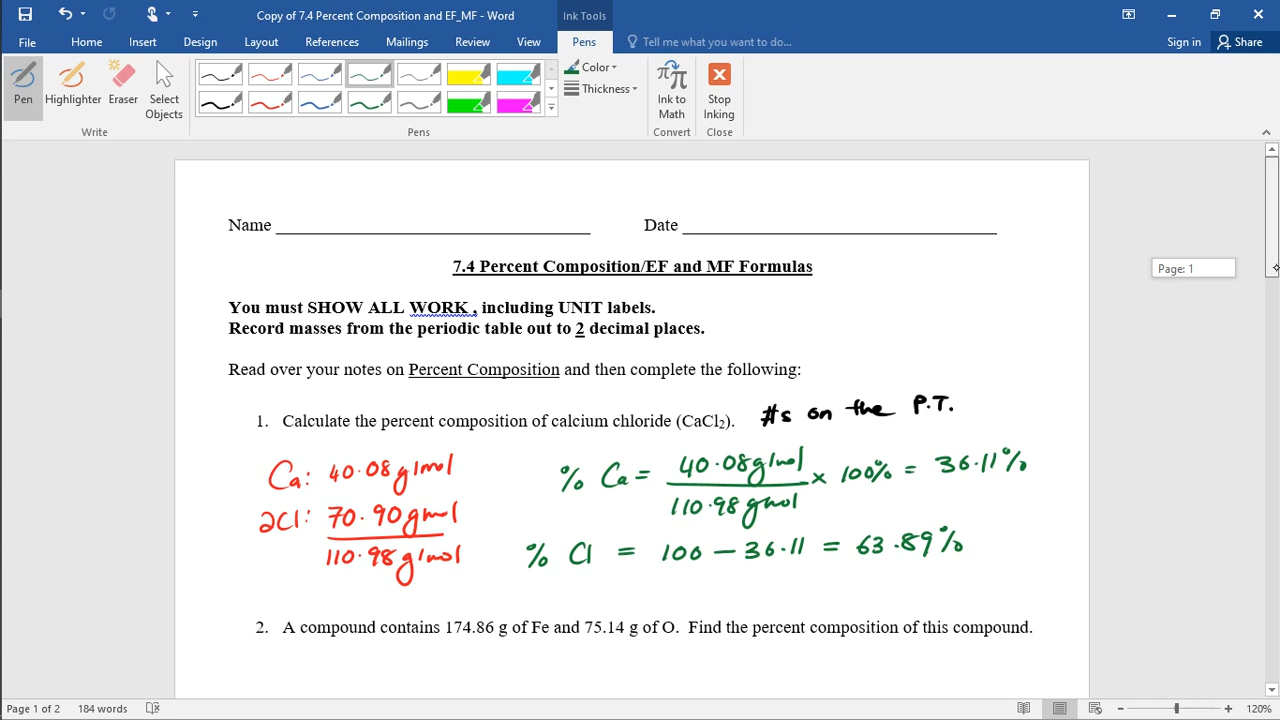 Copy of 7.4 Percent Composition and EF_MF - Word
Ink Tools
File Home Insert Design Layout References Mailings Review View Pens Tell me what you want to do... Sign in Share
Pen Highlighter Eraser Select Objects
Color
Thickness
Ink to Math
Stop Inking
Write Pens Convert Close
Name ____ Date ____
7.4 Percent Composition/EF and MF Formulas
You must SHOW ALL WORK , including UNIT labels.
Record masses from the periodic table out to 2 decimal places.
Read over your notes on Percent Composition and then complete the following:
1. Calculate the percent composition of calcium chloride (CaCl₂). #s on the P.T.
Ca: 40.08g/mol
2Cl: 70.90g/mol
110.98g/mol
% Ca = 40.08g/mol / 110.98g/mol x 100% = 36.11%
% Cl = 100 — 36.11 = 63.89%
2. A compound contains 174.86 g of Fe and 75.14 g of O. Find the percent composition of this compound.
Page: 1
Page 1 of 2 184 words 120%